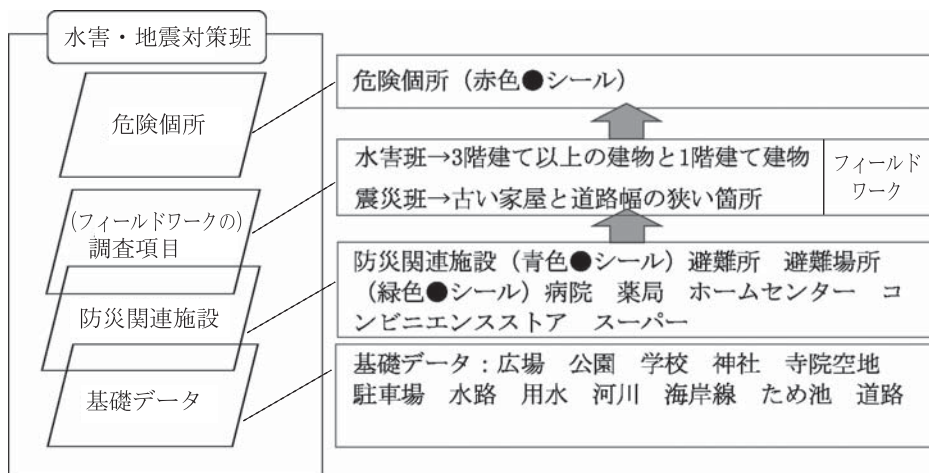 水害・地震対策班
危険個所
(フィールドワークの)
調査項目
防災関連施設
基礎データ
危険個所（赤色●シール）
水害班→3階建て以上の建物と1階建て建物
震災班→古い家屋と道路幅の狭い箇所
フィールド
ワーク
防災関連施設（青色●シール）避難所　避難場所
（緑色●シール）病院　薬局　ホームセンター　コ
ンビニエンスストア　スーパー
基礎データ：広場　公園　学校　神社　寺院空地
駐車場　水路　用水　河川　海岸線　ため池　道路